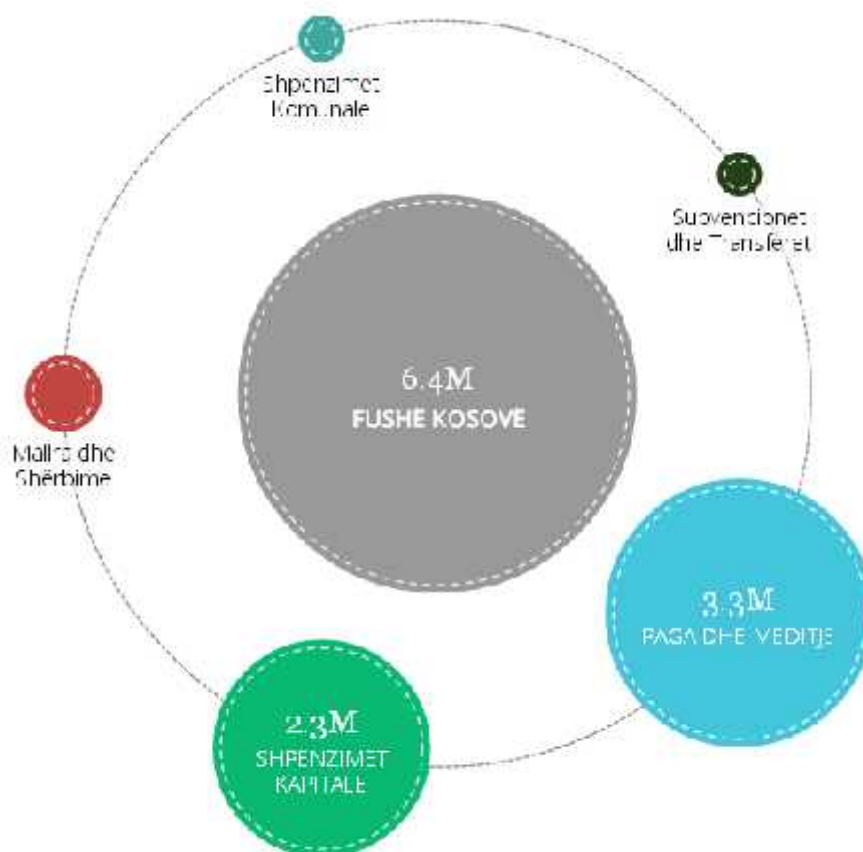 Shpenzimet
Komunale
Subvencionet
dhe Transferet
6.4M
FUSHE KOSOVE
Mallra dhe
Shërbime
3.3M
PAGA DHE MEDITJE
2.3M
SHPENZIMET
KAPITALE